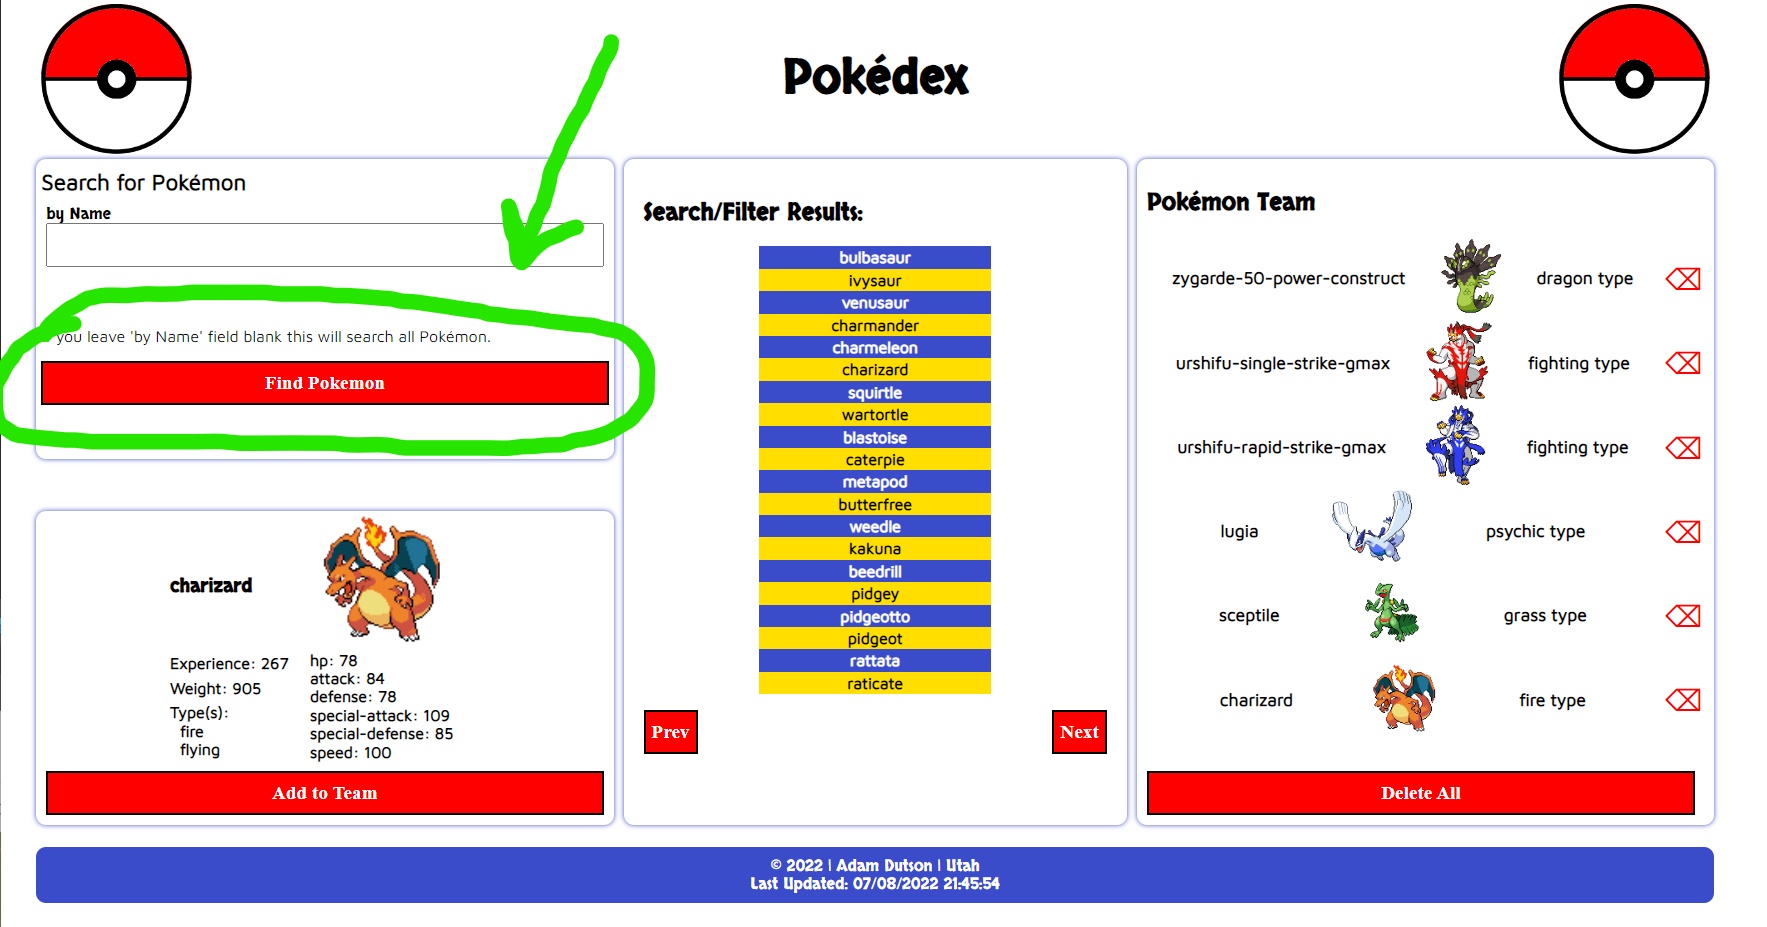 Pokédex
Search for Pokémon
by Name
you leave 'by Name' field blank this will search all Pokémon.
Find Pokemon
charizard
Experience: 267
Weight: 905
Type(s):
fire
flying
hp: 78
attack: 84
defense: 78
special-attack: 109
special-defense: 85
speed: 100
Add to Team
Search/Filter Results:
bulbasaur
ivysaur
venusaur
charmander
charmeleon
charizard
squirtle
wartortle
blastoise
caterpie
metapod
butterfree
weedle
kakuna
beedrill
pidgey
pidgeotto
pidgeot
rattata
raticate
Prev
Next
Pokémon Team
zygarde-50-power-construct dragon type
urshifu-single-strike-gmax fighting type
urshifu-rapid-strike-gmax fighting type
lugia psychic type
sceptile grass type
charizard fire type
Delete All
© 2022 | Adam Dutson | Utah
Last Updated: 07/08/2022 21:45:54